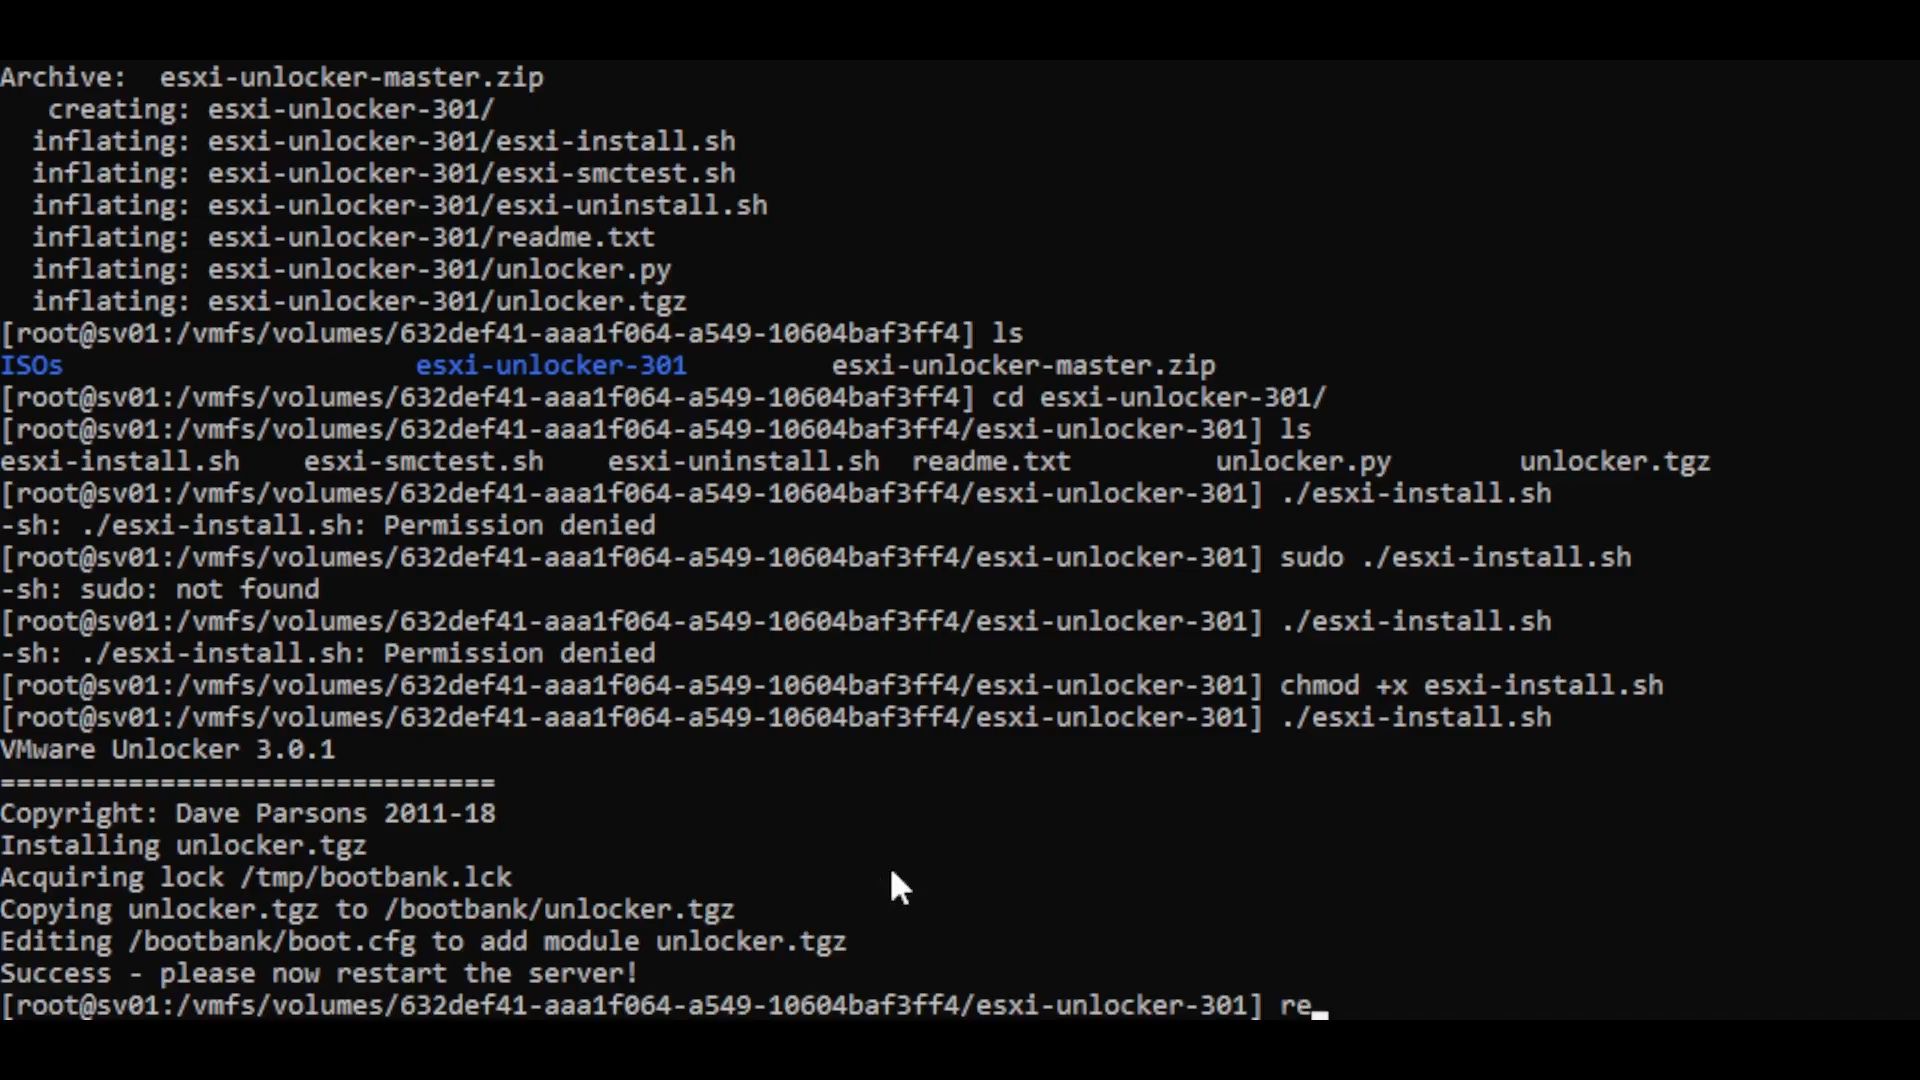 Archive:  esxi-unlocker-master.zip
   creating: esxi-unlocker-301/
  inflating: esxi-unlocker-301/esxi-install.sh
  inflating: esxi-unlocker-301/esxi-smctest.sh
  inflating: esxi-unlocker-301/esxi-uninstall.sh
  inflating: esxi-unlocker-301/readme.txt
  inflating: esxi-unlocker-301/unlocker.py
  inflating: esxi-unlocker-301/unlocker.tgz
[root@sv01:/vmfs/volumes/632def41-aaa1f064-a549-10604baf3ff4] ls
ISOs                      esxi-unlocker-301         esxi-unlocker-master.zip
[root@sv01:/vmfs/volumes/632def41-aaa1f064-a549-10604baf3ff4] cd esxi-unlocker-301/
[root@sv01:/vmfs/volumes/632def41-aaa1f064-a549-10604baf3ff4/esxi-unlocker-301] ls
esxi-install.sh    esxi-smctest.sh    esxi-uninstall.sh  readme.txt         unlocker.py        unlocker.tgz
[root@sv01:/vmfs/volumes/632def41-aaa1f064-a549-10604baf3ff4/esxi-unlocker-301] ./esxi-install.sh
-sh: ./esxi-install.sh: Permission denied
[root@sv01:/vmfs/volumes/632def41-aaa1f064-a549-10604baf3ff4/esxi-unlocker-301] sudo ./esxi-install.sh
-sh: sudo: not found
[root@sv01:/vmfs/volumes/632def41-aaa1f064-a549-10604baf3ff4/esxi-unlocker-301] ./esxi-install.sh
-sh: ./esxi-install.sh: Permission denied
[root@sv01:/vmfs/volumes/632def41-aaa1f064-a549-10604baf3ff4/esxi-unlocker-301] chmod +x esxi-install.sh
[root@sv01:/vmfs/volumes/632def41-aaa1f064-a549-10604baf3ff4/esxi-unlocker-301] ./esxi-install.sh
VMware Unlocker 3.0.1
===============================
Copyright: Dave Parsons 2011-18
Installing unlocker.tgz
Acquiring lock /tmp/bootbank.lck
Copying unlocker.tgz to /bootbank/unlocker.tgz
Editing /bootbank/boot.cfg to add module unlocker.tgz
Success - please now restart the server!
[root@sv01:/vmfs/volumes/632def41-aaa1f064-a549-10604baf3ff4/esxi-unlocker-301] re_